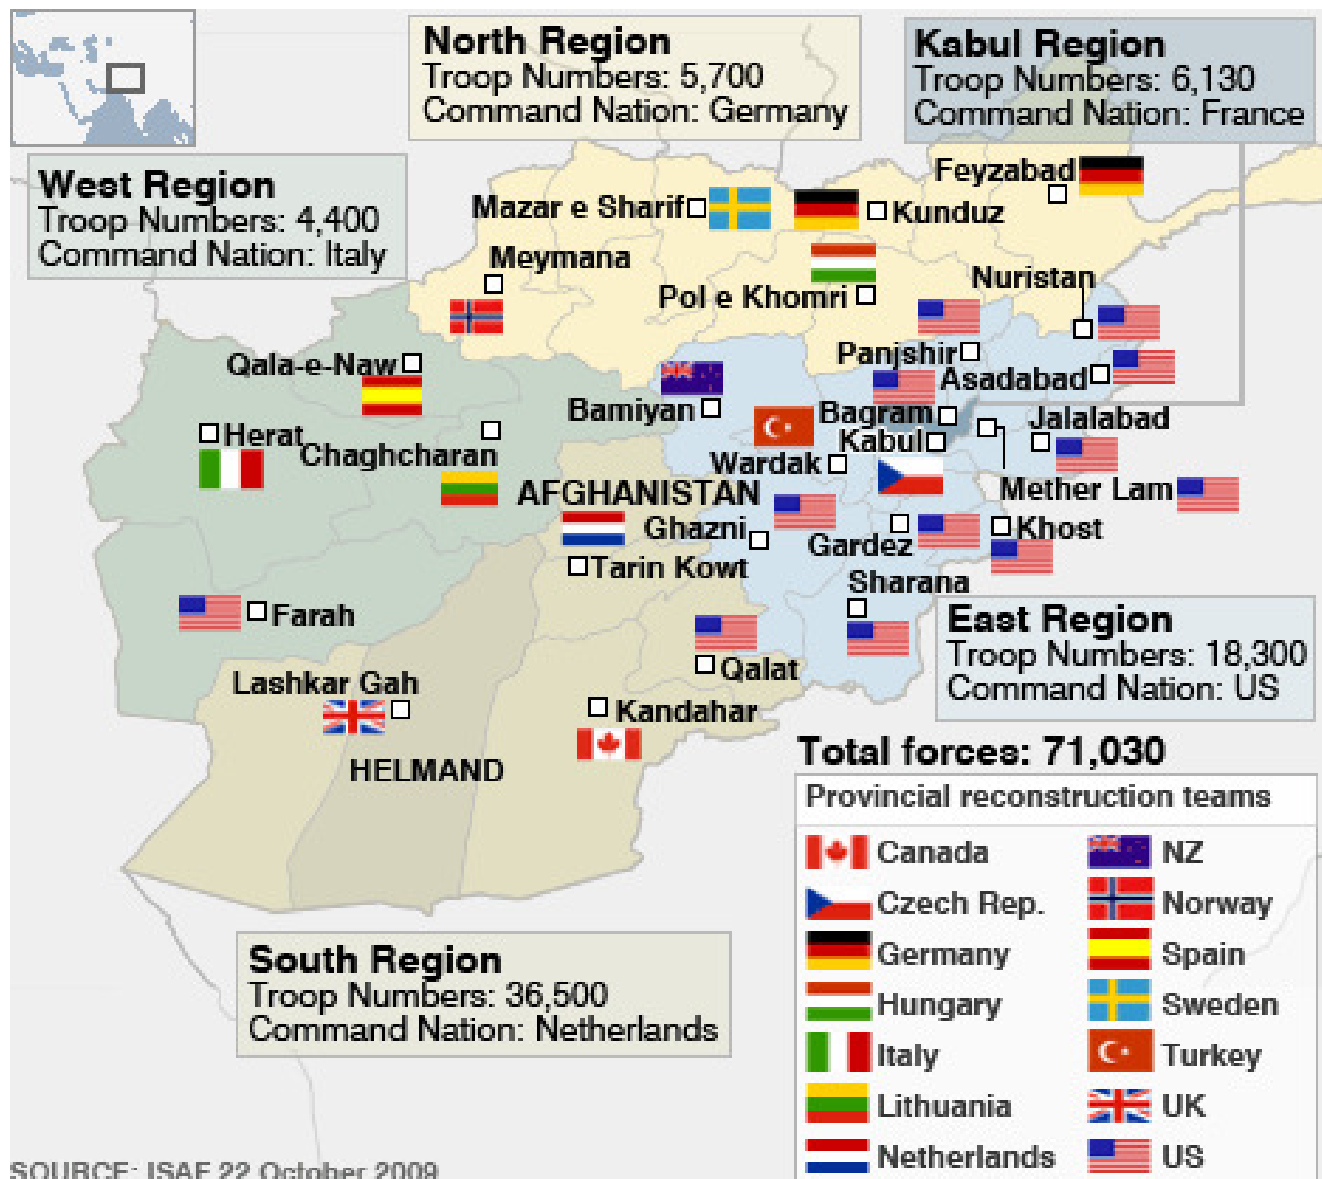 North Region
Troop Numbers: 5,700
Command Nation: Germany
Kabul Region
Troop Numbers: 6,130
Command Nation: France
West Region
Troop Numbers: 4,400
Command Nation: Italy
Feyzabad
Mazar e Sharif
Kunduz
Meymana
Nuristan
Pol e Khomri
Panjshir
Qala-e-Naw
Asadabad
Bamiyan
Bagram
Jalalabad
Herat
Kabul
Chaghcharan
Wardak
AFGHANISTAN
Mether Lam
Ghazni
Khost
Gardez
Tarin Kowt
Sharana
Farah
East Region
Troop Numbers: 18,300
Command Nation: US
Qalat
Lashkar Gah
Kandahar
HELMAND
Total forces: 71,030
Provincial reconstruction teams
Canada
NZ
Czech Rep.
Norway
Germany
Spain
Hungary
Sweden
Italy
Turkey
Lithuania
UK
Netherlands
US
South Region
Troop Numbers: 36,500
Command Nation: Netherlands
SOURCE: ISAF 22 October 2009